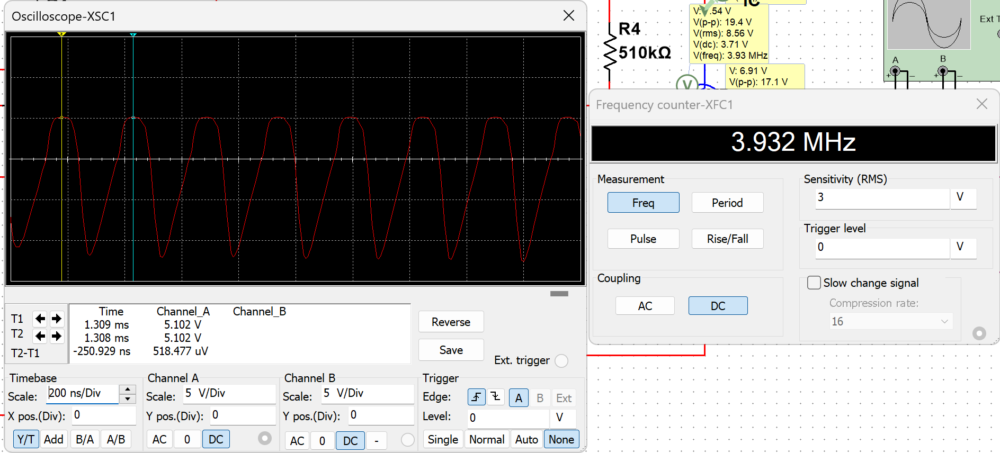 Oscilloscope-XSC1
T1
T2
T2-T1
Time Channel_A Channel_B
1.309 ms 5.102 V
1.308 ms 5.102 V
-250.929 ns 518.477 uV
Reverse
Save
Ext. trigger
Timebase
Scale: 200 ns/Div
X pos.(Div): 0
Y/T Add B/A A/B
Channel A
Scale: 5 V/Div
Y pos.(Div): 0
AC 0 DC
Channel B
Scale: 5 V/Div
Y pos.(Div): 0
AC 0 DC -
Trigger
Edge: A B Ext
Level: 0 V
Single Normal Auto None
R4
510kΩ
V(p-p): 19.4 V
V(rms): 8.56 V
V(dc): 3.71 V
V(freq): 3.93 MHz
V: 6.91 V
V(p-p): 17.1 V
V
IC
Ext T
A B
+ − + −
Frequency counter-XFC1
3.932 MHz
Measurement
Freq Period
Pulse Rise/Fall
Coupling
AC DC
Sensitivity (RMS)
3 V
Trigger level
0 V
Slow change signal
Compression rate:
16